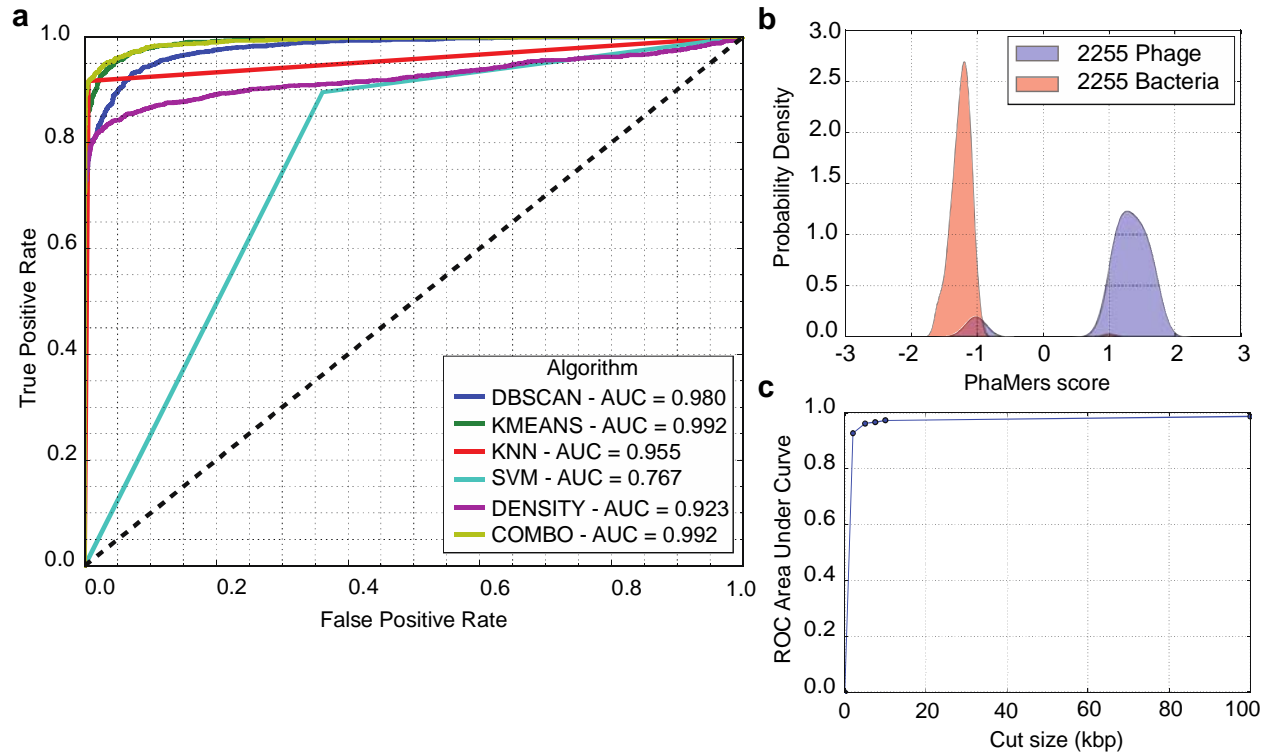 a
1.0
0.8
0.6
0.4
0.2
0.0
True Positive Rate
0.0
0.2
0.4
0.6
0.8
1.0
False Positive Rate
Algorithm
DBSCAN - AUC = 0.980
KMEANS - AUC = 0.992
KNN - AUC = 0.955
SVM - AUC = 0.767
DENSITY - AUC = 0.923
COMBO - AUC = 0.992
b
3.0
2.5
2.0
1.5
1.0
0.5
0.0
Probability Density
2255 Phage
2255 Bacteria
-3
-2
-1
0
1
2
3
PhaMers score
c
1.0
0.8
0.6
0.4
0.2
0.0
ROC Area Under Curve
0
20
40
60
80
100
Cut size (kbp)